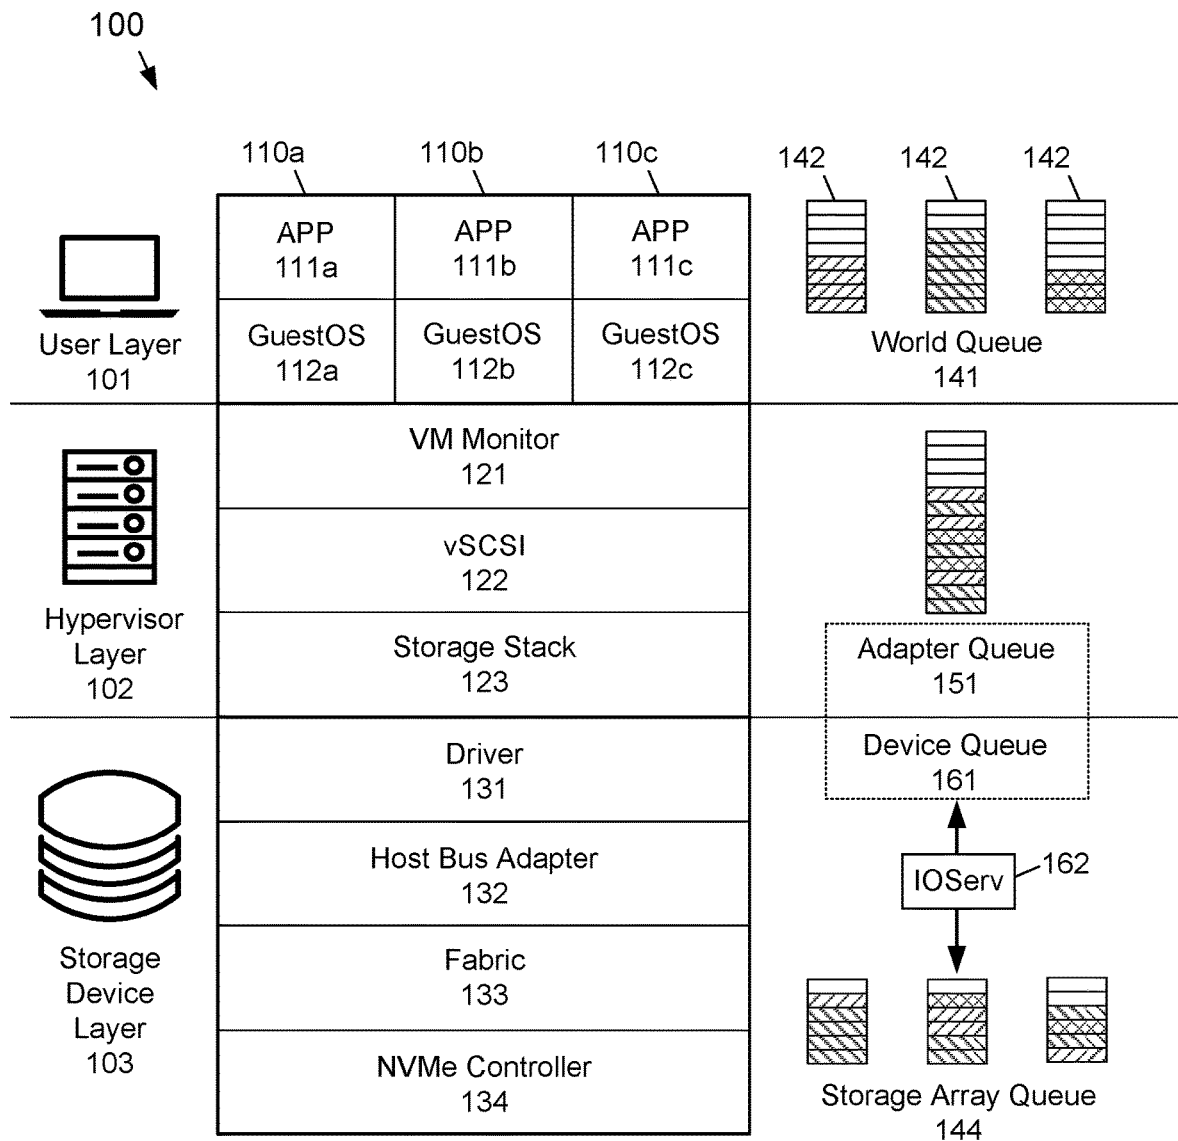 100
110a
110b
110c
142
142
142
APP
111a
APP
111b
APP
111c
GuestOS
112a
GuestOS
112b
GuestOS
112c
User Layer
101
World Queue
141
VM Monitor
121
vSCSI
122
Storage Stack
123
Hypervisor
Layer
102
Adapter Queue
151
Device Queue
161
Driver
131
Host Bus Adapter
132
IOServ
162
Fabric
133
NVMe Controller
134
Storage
Device
Layer
103
Storage Array Queue
144